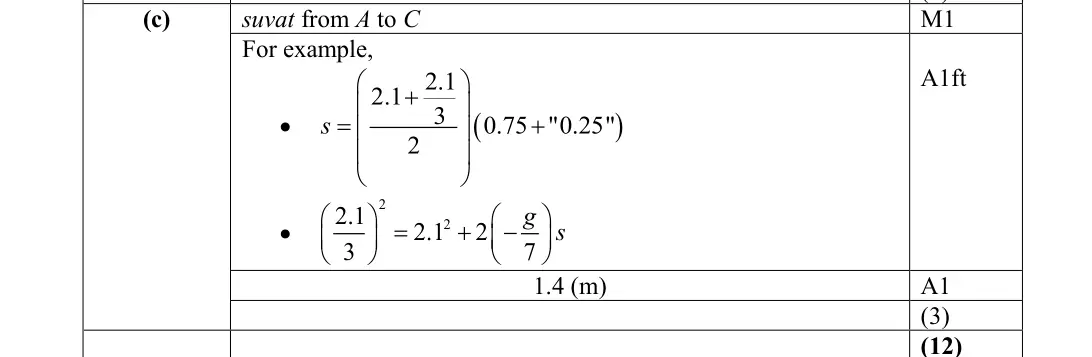 (c) suvat from A to C M1
For example, A1ft
• s = ((2.1 + 2.1/3)/2)(0.75 + "0.25")
• (2.1/3)² = 2.1² + 2(−g/7)s
1.4 (m) A1
(3)
(12)